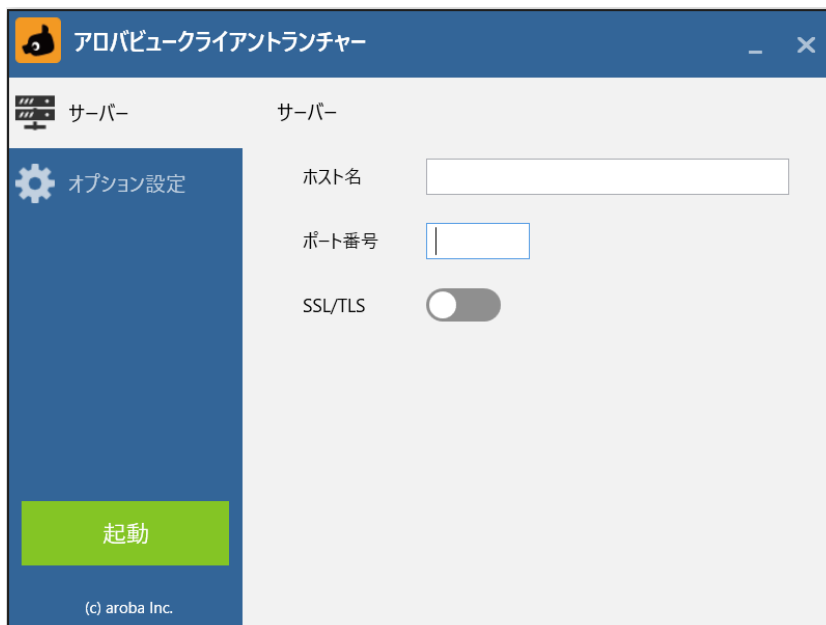 アロバビュークライアントランチャー
サーバー
オプション設定
起動
(c) aroba Inc.
サーバー
ホスト名
ポート番号
SSL/TLS